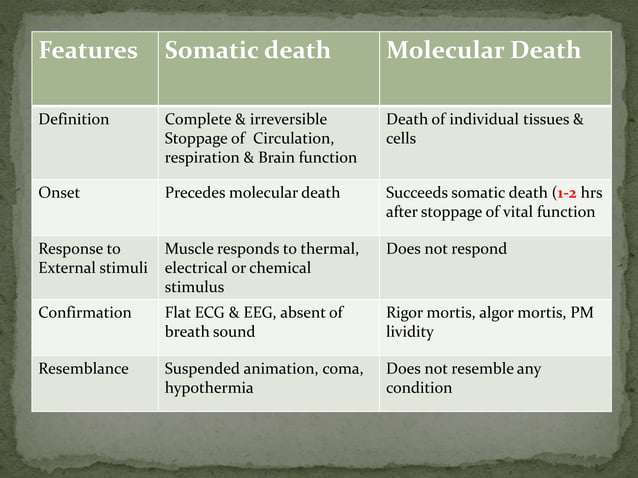 Features Somatic death Molecular Death
Definition
Complete & irreversible
Stoppage of Circulation,
respiration & Brain function
Death of individual tissues &
cells
Onset
Precedes molecular death
Succeeds somatic death (1-2 hrs
after stoppage of vital function
Response to
External stimuli
Muscle responds to thermal,
electrical or chemical
stimulus
Does not respond
Confirmation
Flat ECG & EEG, absent of
breath sound
Rigor mortis, algor mortis, PM
lividity
Resemblance
Suspended animation, coma,
hypothermia
Does not resemble any
condition